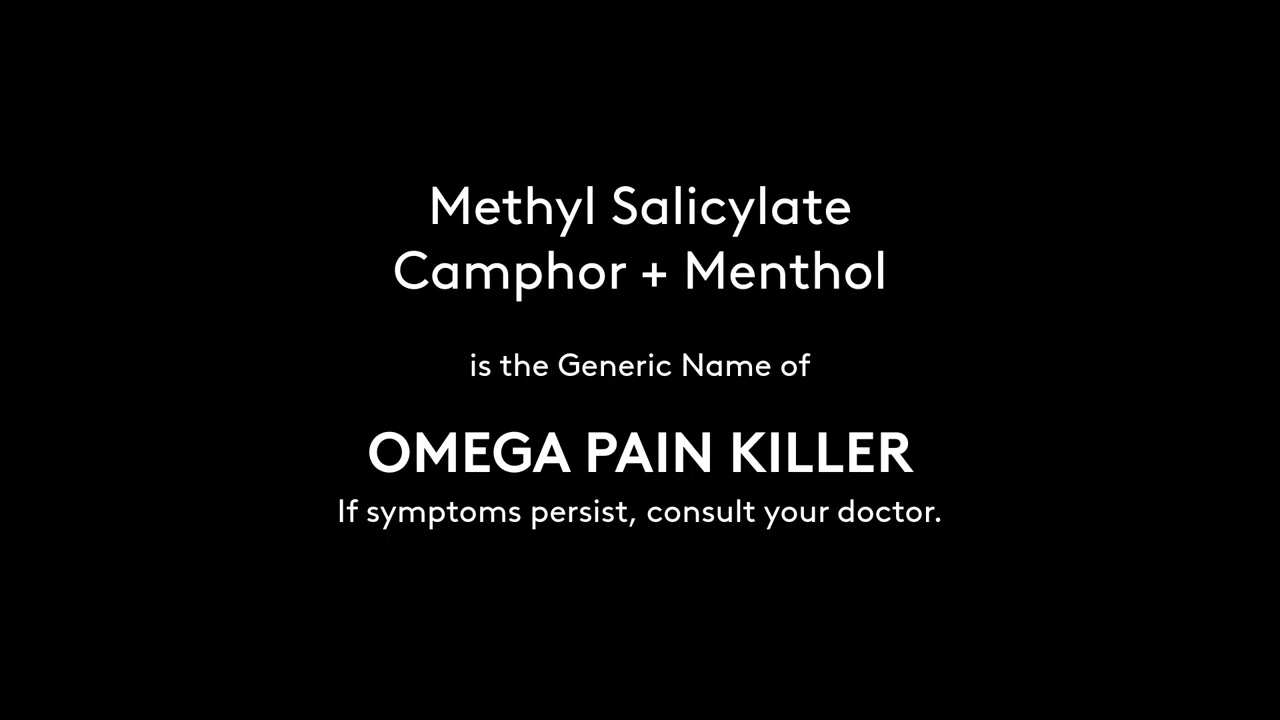 Methyl Salicylate
Camphor + Menthol
is the Generic Name of
OMEGA PAIN KILLER
If symptoms persist, consult your doctor.